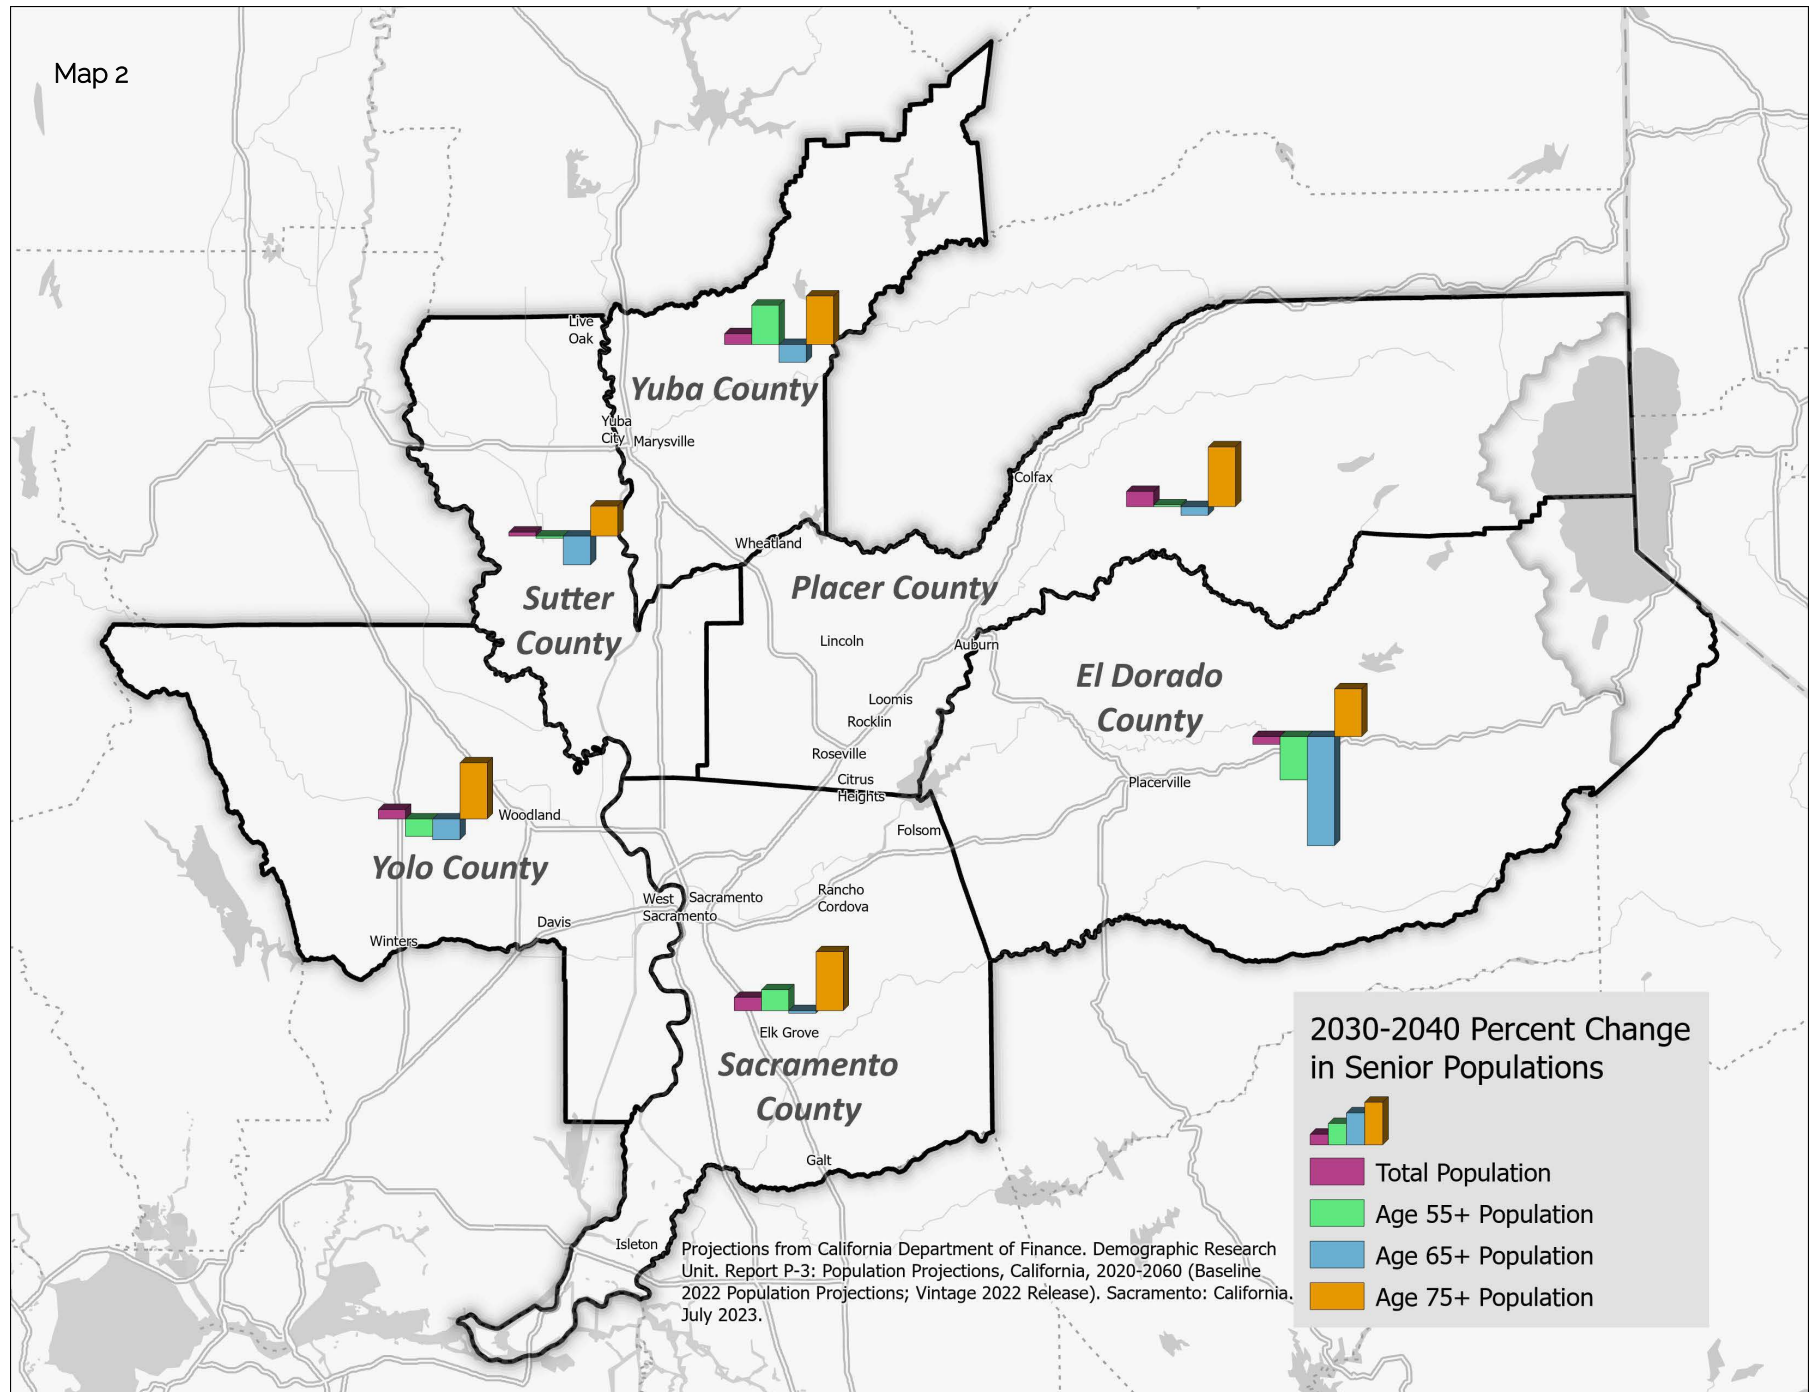 Map 2
Live
Oak
Yuba County
Yuba
City
Marysville
Colfax
Wheatland
Sutter
County
Placer County
Lincoln
Auburn
El Dorado
County
Loomis
Rocklin
Roseville
Citrus
Heights
Placerville
Woodland
Folsom
Yolo County
Rancho
Cordova
West
Sacramento
Sacramento
Davis
Winters
Elk Grove
Sacramento
County
Galt
Isleton
Projections from California Department of Finance. Demographic Research
Unit. Report P-3: Population Projections, California, 2020-2060 (Baseline
2022 Population Projections; Vintage 2022 Release). Sacramento: California.
July 2023.
2030-2040 Percent Change
in Senior Populations
Total Population
Age 55+ Population
Age 65+ Population
Age 75+ Population